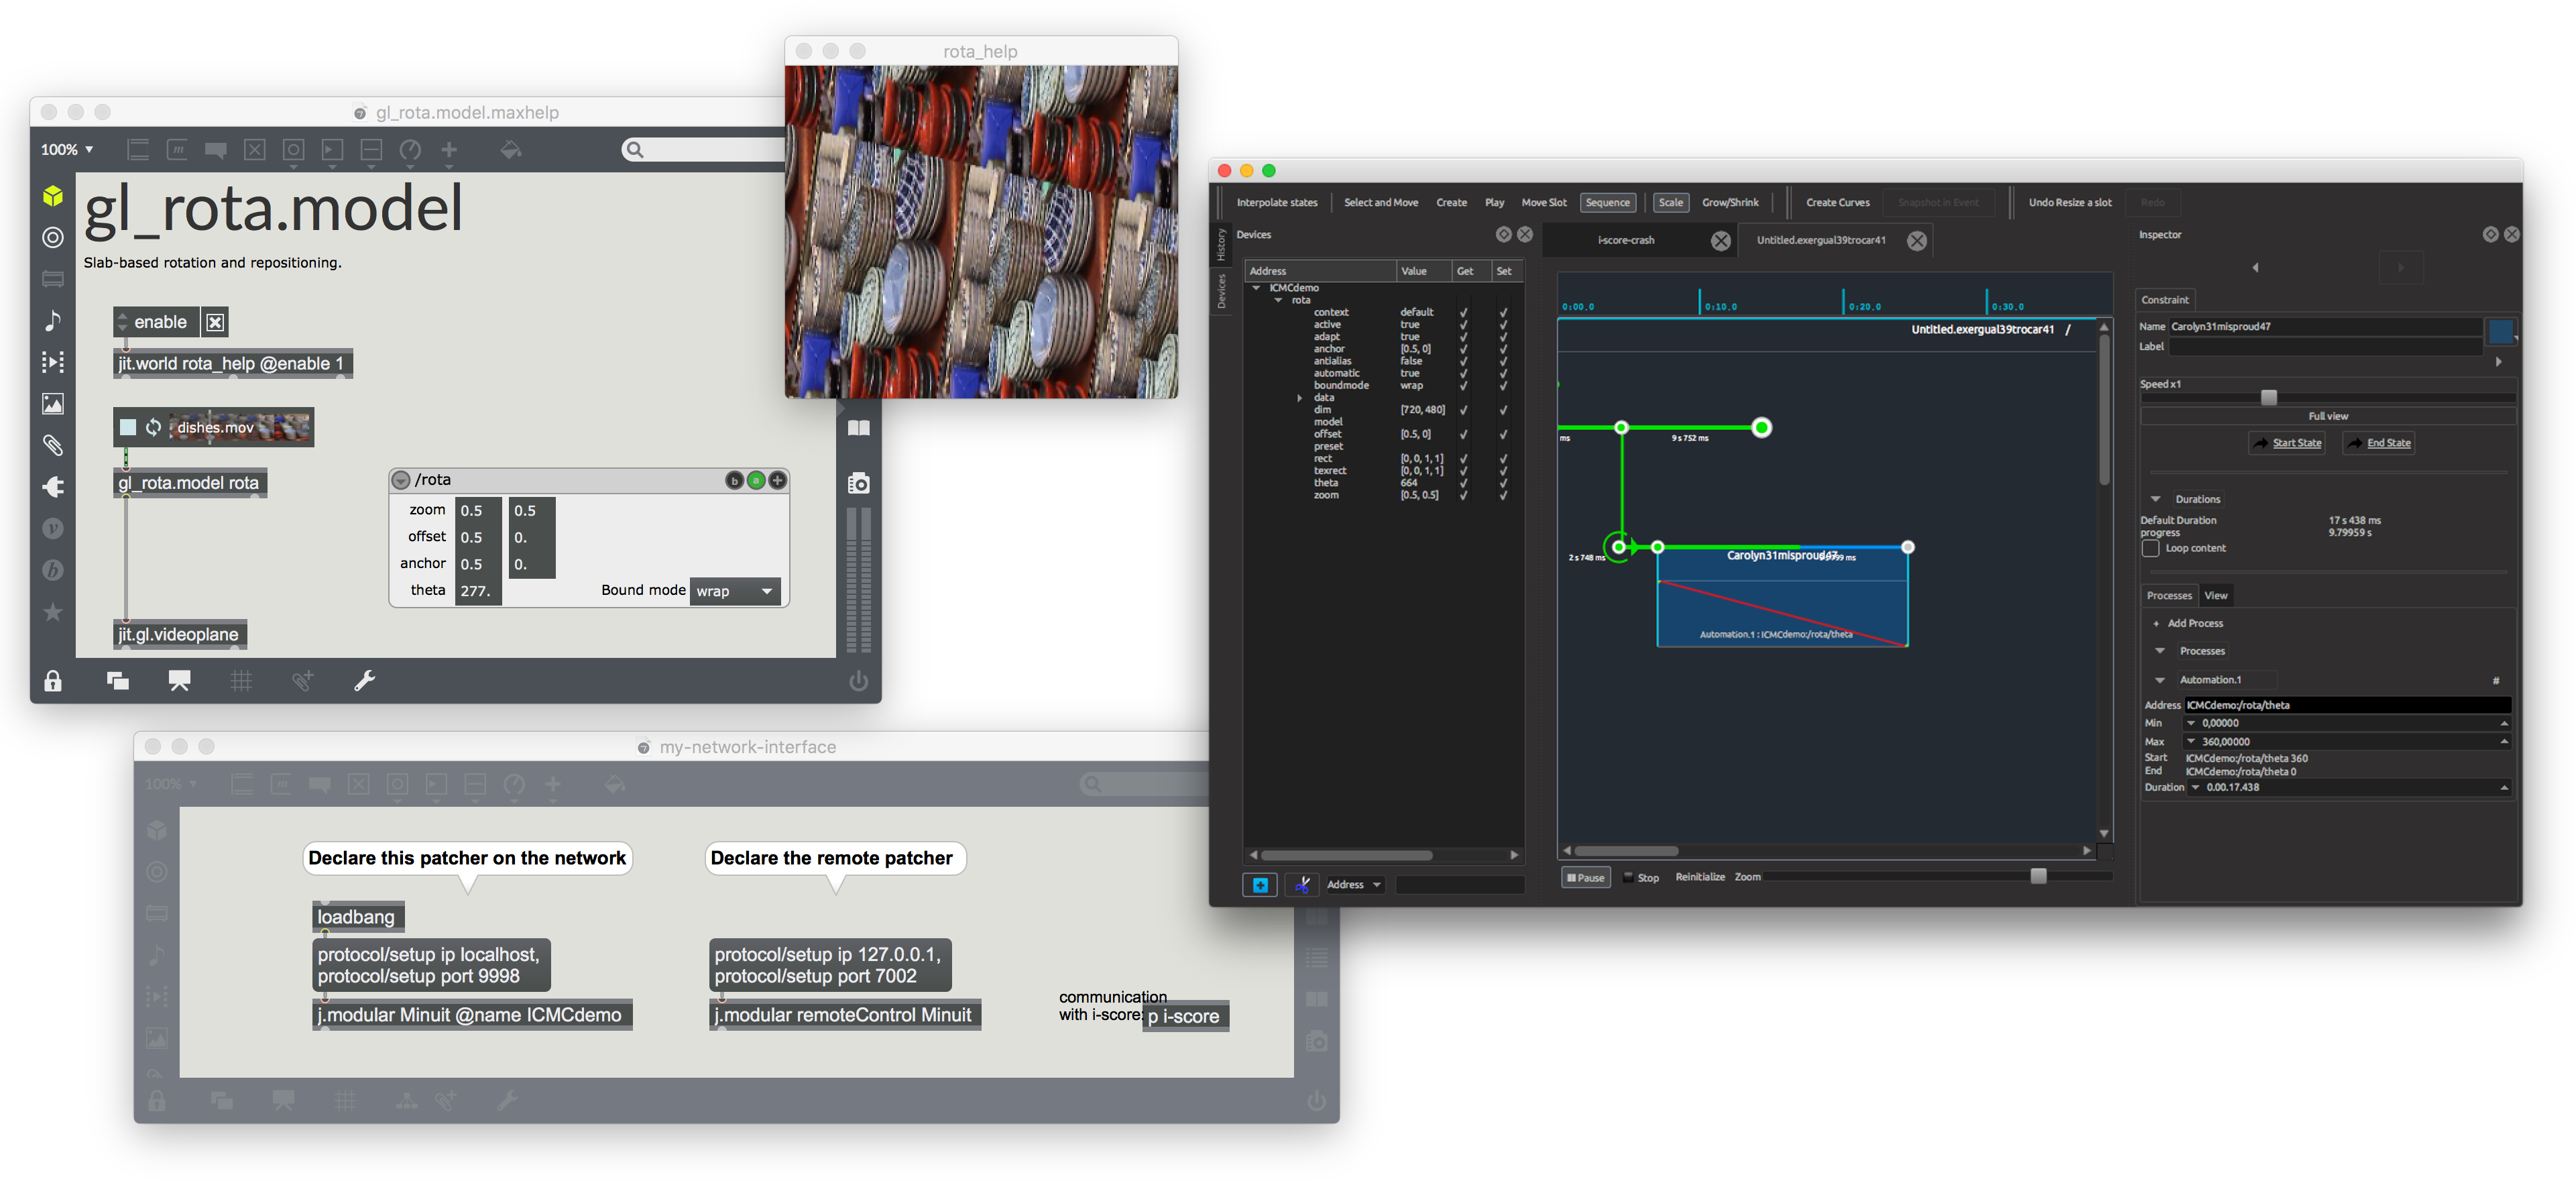 rota_help
gl_rota.model.maxhelp
100%
gl_rota.model
Slab-based rotation and repositioning.
enable
jit.world rota_help @enable 1
dishes.mov
gl_rota.model rota
jit.gl.videoplane
/rota
b a +
zoom 0.5 0.5
offset 0.5 0.
anchor 0.5 0.
theta 277. Bound mode wrap
my-network-interface
100%
Declare this patcher on the network
Declare the remote patcher
loadbang
protocol/setup ip localhost,
protocol/setup port 9998
j.modular Minuit @name ICMCdemo
protocol/setup ip 127.0.0.1,
protocol/setup port 7002
j.modular remoteControl Minuit
communication
with i-score:
p i-score
Interpolate states Select and Move Create Play Move Slot Sequence Scale Grow/Shrink Create Curves Snapshot in Event Undo Resize a slot Redo
History
Devices
Devices
Address Value Get Set
ICMCdemo
rota
context default
active true
adapt true
anchor [0.5, 0]
antialias false
automatic true
boundmode wrap
data
dim [720, 480]
model
offset [0.5, 0]
preset
rect [0, 0, 1, 1]
texrect [0, 0, 1, 1]
theta 664
zoom [0.5, 0.5]
Address
i-score-crash
Untitled.exergual39trocar41
0:00.0 0:10.0 0:20.0 0:30.0
Untitled.exergual39trocar41 /
ms
9 s 752 ms
2 s 748 ms
Carolyn31misproud47
Automation.1 : ICMCdemo:/rota/theta
Pause Stop Reinitialize Zoom
Inspector
Constraint
Name Carolyn31misproud47
Label
Speed x1
Full view
Start State End State
Durations
Default Duration 17 s 438 ms
progress 9.79959 s
Loop content
Processes View
+ Add Process
Processes
Automation.1 #
Address ICMCdemo:/rota/theta
Min 0,00000
Max 360,00000
Start ICMCdemo:/rota/theta 360
End ICMCdemo:/rota/theta 0
Duration 0.00.17.438